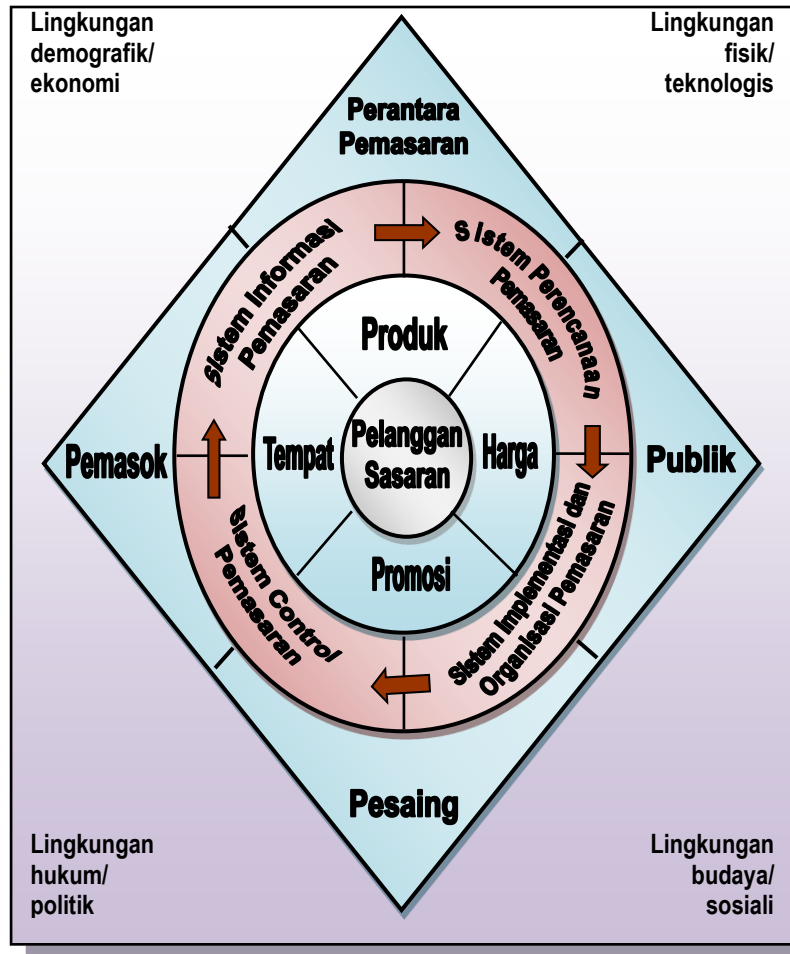 Lingkungan
demografik/
ekonomi
Lingkungan
fisik/
teknologis
Perantara
Pemasaran
Sistem Informasi
Pemasaran
Sistem Perencanaan
Pemasaran
Produk
Pemasok
Tempat
Pelanggan
Sasaran
Harga
Publik
Promosi
Sistem Control
Pemasaran
Sistem Implementasi dan
Organisasi Pemasaran
Pesaing
Lingkungan
hukum/
politik
Lingkungan
budaya/
sosiali